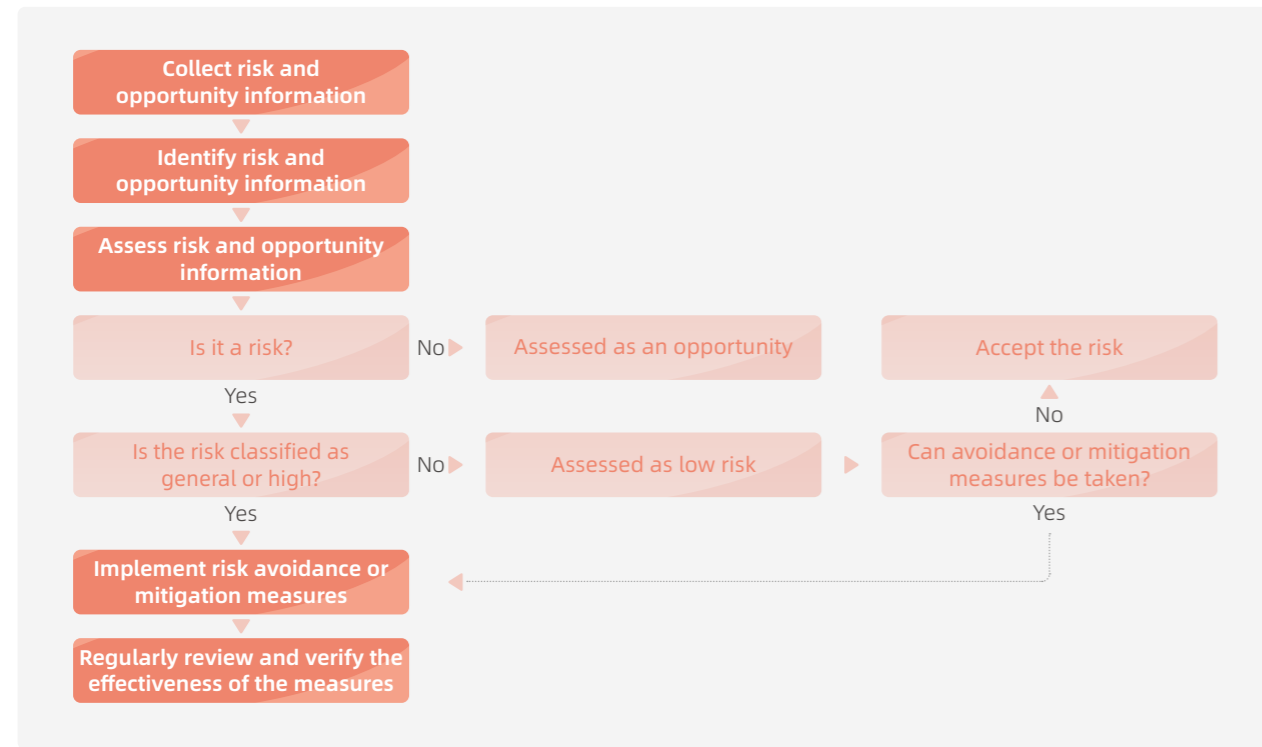 Collect risk and
opportunity information
Identify risk and
opportunity information
Assess risk and opportunity
information
Is it a risk?
No
Assessed as an opportunity
Accept the risk
Yes
No
Is the risk classified as
general or high?
No
Assessed as low risk
Can avoidance or mitigation
measures be taken?
Yes
Yes
Implement risk avoidance or
mitigation measures
Regularly review and verify the
effectiveness of the measures